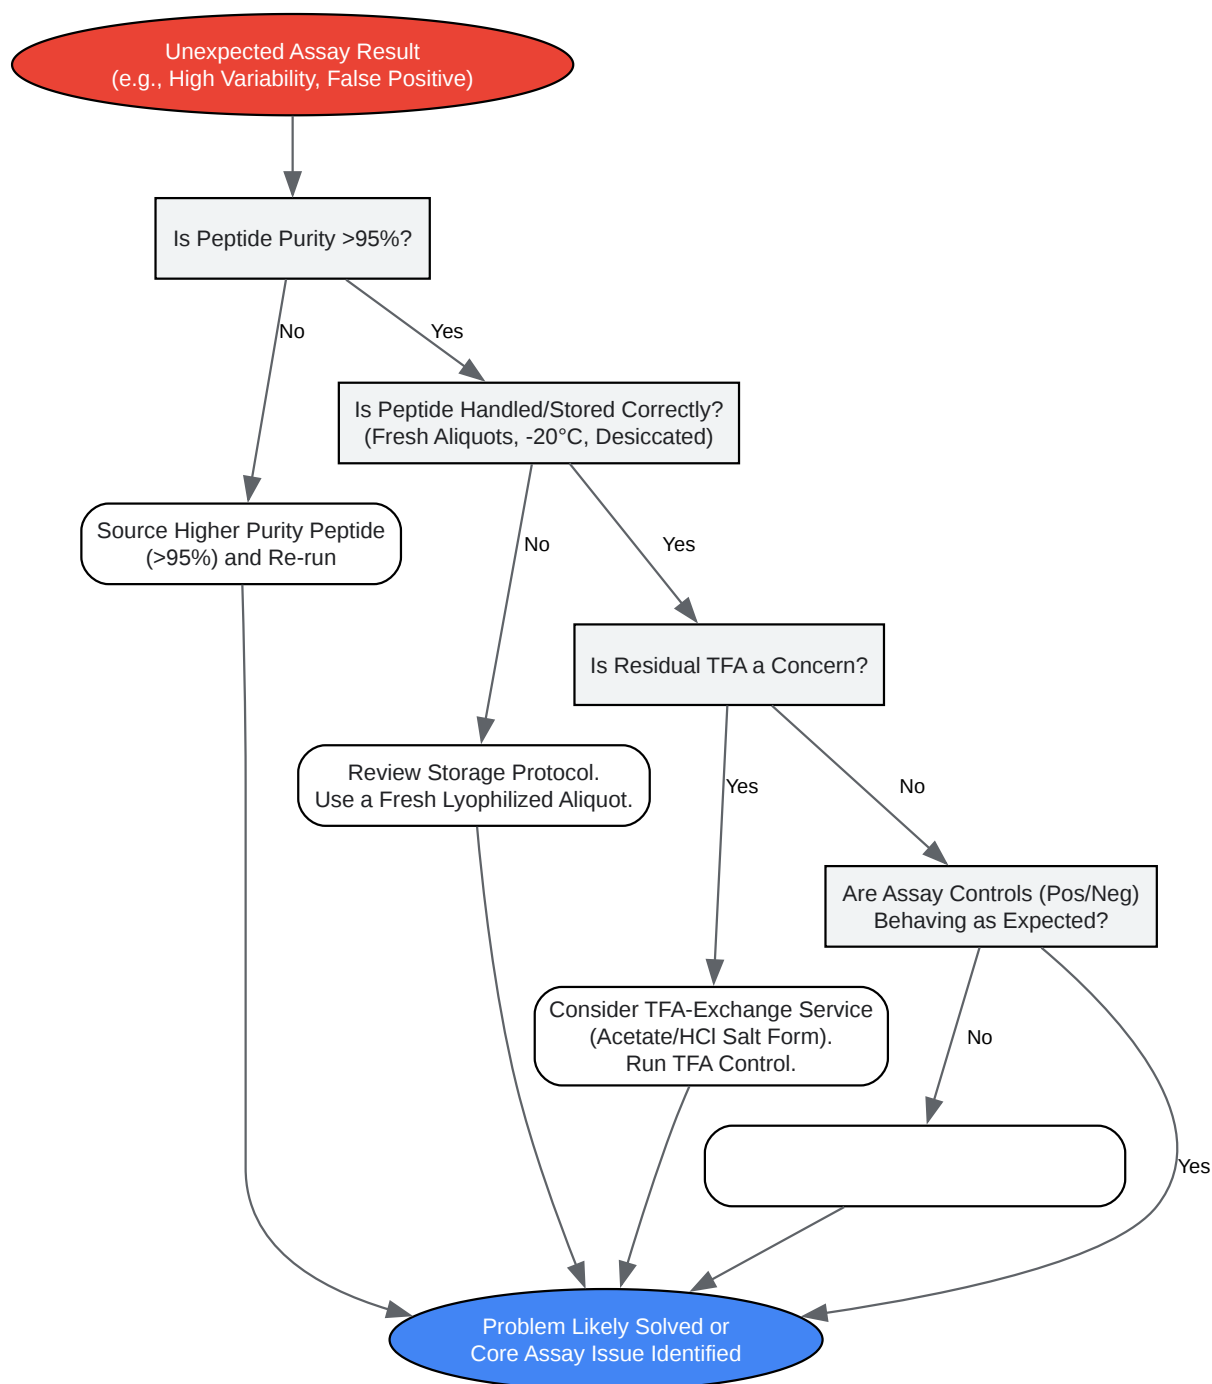 Unexpected Assay Result
(e.g., High Variability, False Positive)
Is Peptide Purity >95%?
No
Yes
Is Peptide Handled/Stored Correctly?
(Fresh Aliquots, -20°C, Desiccated)
Source Higher Purity Peptide
(>95%) and Re-run
No
Yes
Is Residual TFA a Concern?
Review Storage Protocol.
Use a Fresh Lyophilized Aliquot.
Yes
No
Are Assay Controls (Pos/Neg)
Behaving as Expected?
Consider TFA-Exchange Service
(Acetate/HCl Salt Form).
Run TFA Control.
No
Yes
Problem Likely Solved or
Core Assay Issue Identified